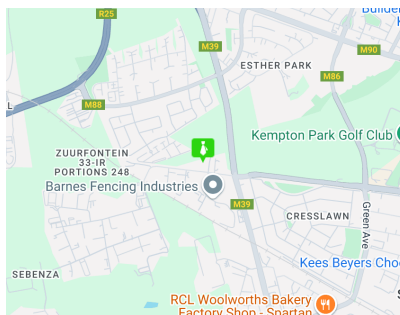 R25
Builder
M39
M90
ESTHER PARK
M86
M88
Kempton Park Golf Club
ZUURFONTEIN
33-IR
PORTIONS 248
Barnes Fencing Industries
M39
CRESSLAWN
Green Ave
Kees Beyers Choc
SEBENZA
RCL Woolworths Bakery
Factory Shop - Spartan